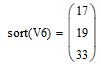 17
sort(V6) = 19
33